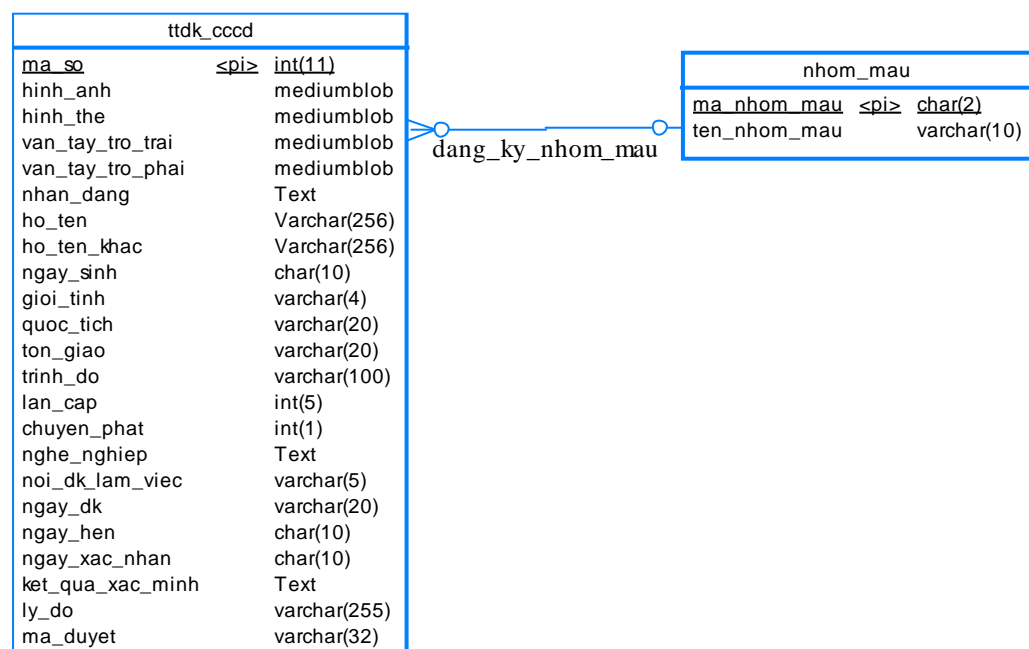 ttdk_cccd
ma_so <pi> int(11)
hinh_anh mediumblob
hinh_the mediumblob
van_tay_tro_trai mediumblob
van_tay_tro_phai mediumblob
nhan_dang Text
ho_ten Varchar(256)
ho_ten_khac Varchar(256)
ngay_sinh char(10)
gioi_tinh varchar(4)
quoc_tich varchar(20)
ton_giao varchar(20)
trinh_do varchar(100)
lan_cap int(5)
chuyen_phat int(1)
nghe_nghiep Text
noi_dk_lam_viec varchar(5)
ngay_dk varchar(20)
ngay_hen char(10)
ngay_xac_nhan char(10)
ket_qua_xac_minh Text
ly_do varchar(255)
ma_duyet varchar(32)
dang_ky_nhom_mau
nhom_mau
ma_nhom_mau <pi> char(2)
ten_nhom_mau varchar(10)